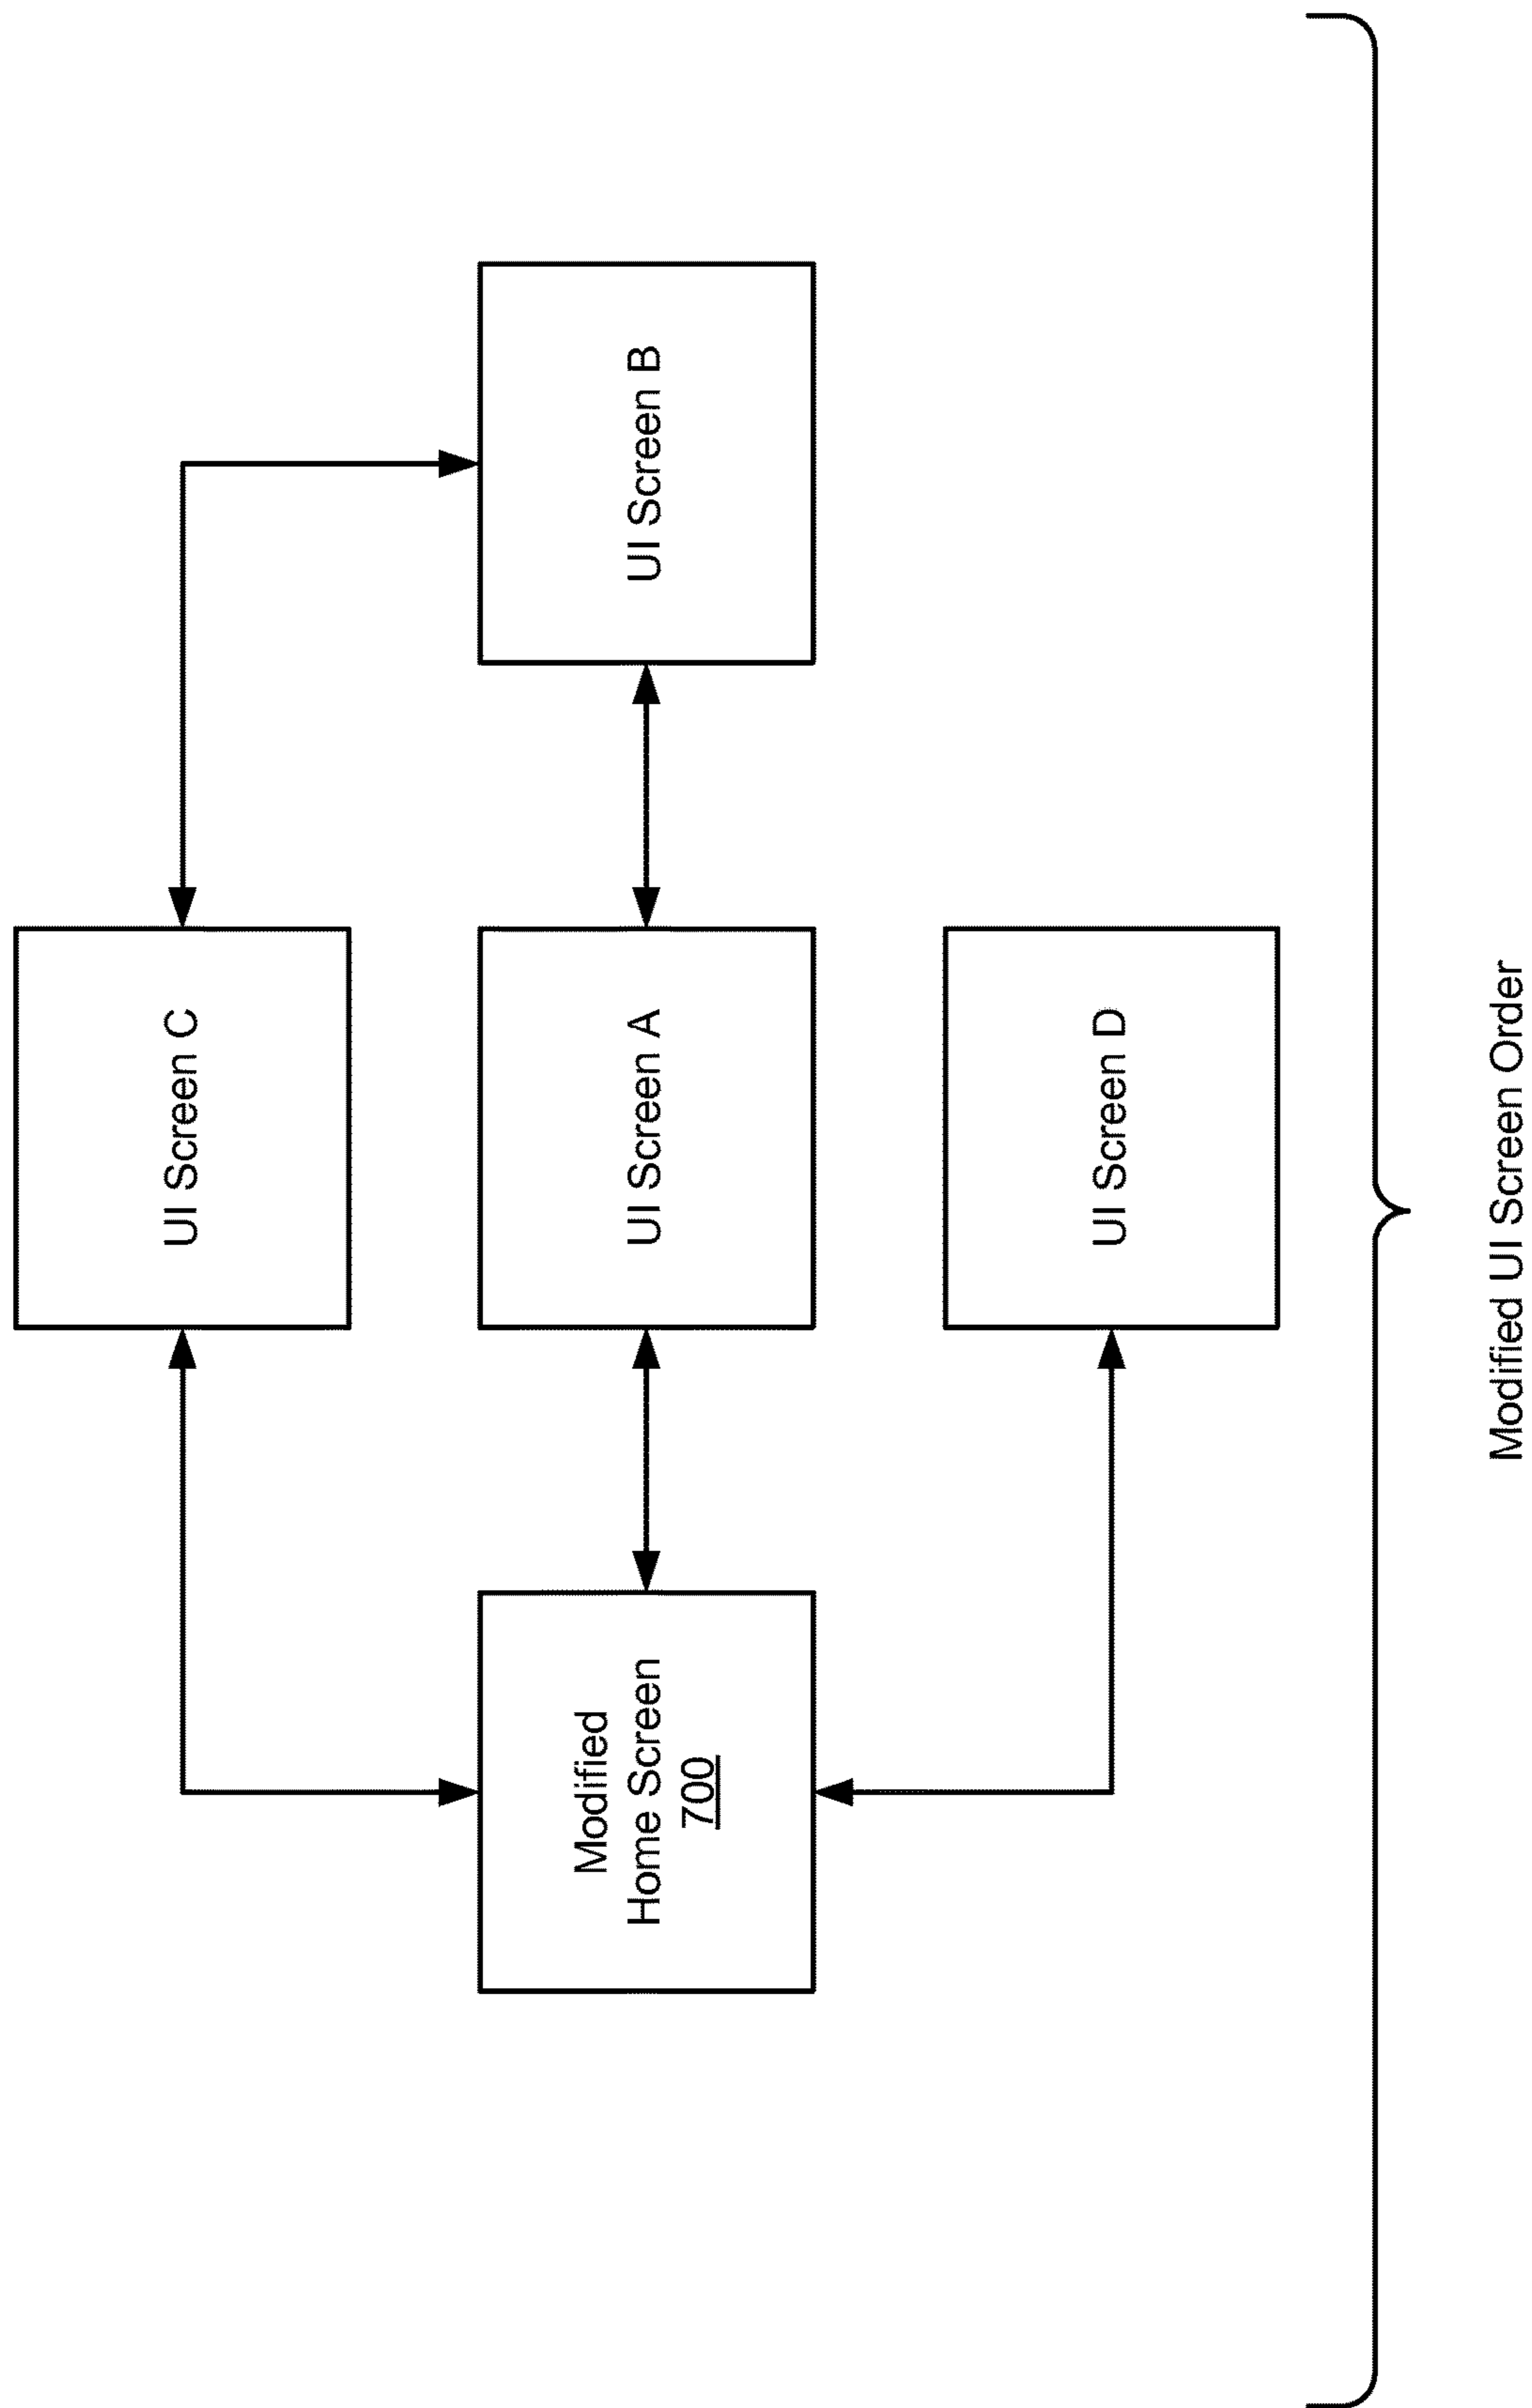 UI Screen C
Modified
Home Screen
700
UI Screen A
UI Screen B
UI Screen D
Modified UI Screen Order